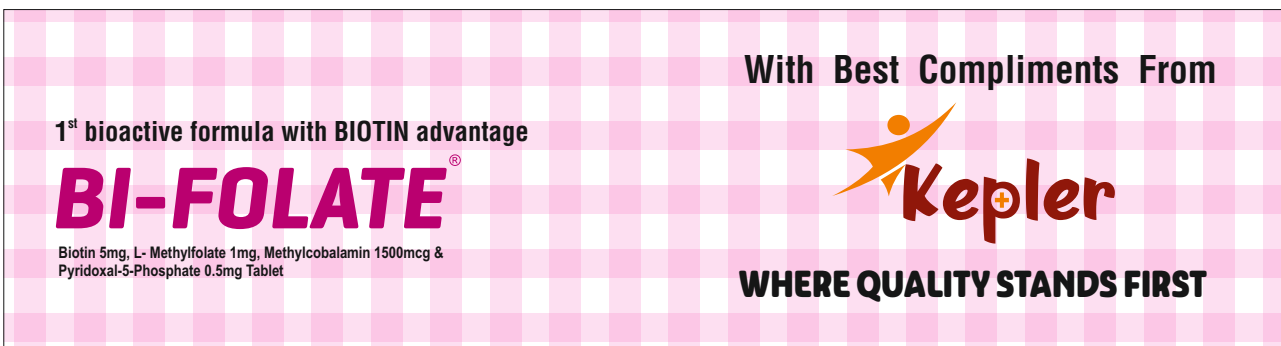 1st bioactive formula with BIOTIN advantage
BI-FOLATE®
Biotin 5mg, L- Methylfolate 1mg, Methylcobalamin 1500mcg &
Pyridoxal-5-Phosphate 0.5mg Tablet
With Best Compliments From
Kepler
WHERE QUALITY STANDS FIRST